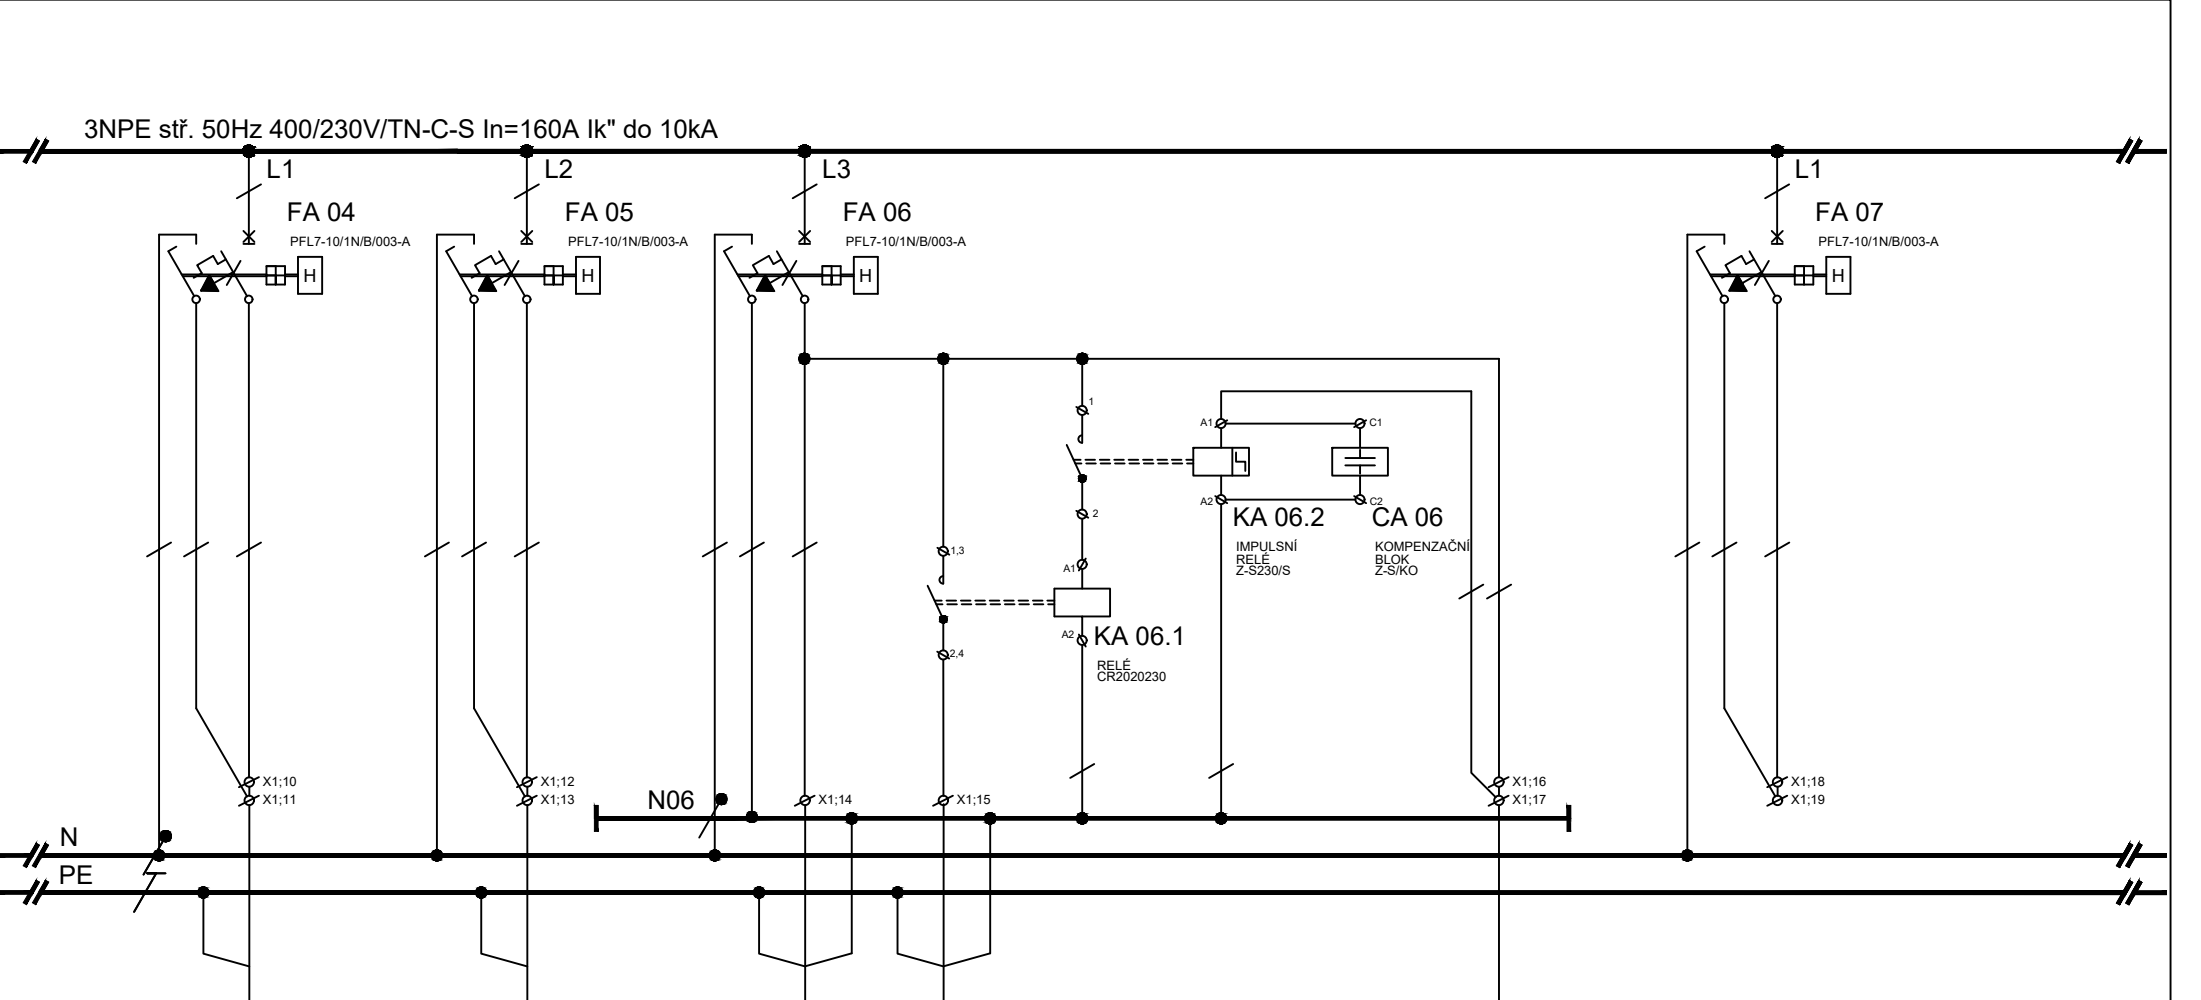 3NPE stř. 50Hz 400/230V/TN-C-S In=160A Ik" do 10kA
L1
L2
L3
L1
FA 04
FA 05
FA 06
FA 07
PFL7-10/1N/B/003-A
PFL7-10/1N/B/003-A
PFL7-10/1N/B/003-A
PFL7-10/1N/B/003-A
H
H
H
H
1
A1
C1
A2
C2
2
KA 06.2
CA 06
IMPULSNÍ
RELÉ
Z-S230/S
KOMPENZAČNÍ
BLOK
Z-S/KO
1,3
A1
A2
KA 06.1
2,4
RELÉ
CR2020230
X1;10
X1;11
X1;12
X1;13
N06
X1;14
X1;15
X1;16
X1;17
X1;18
X1;19
N
PE